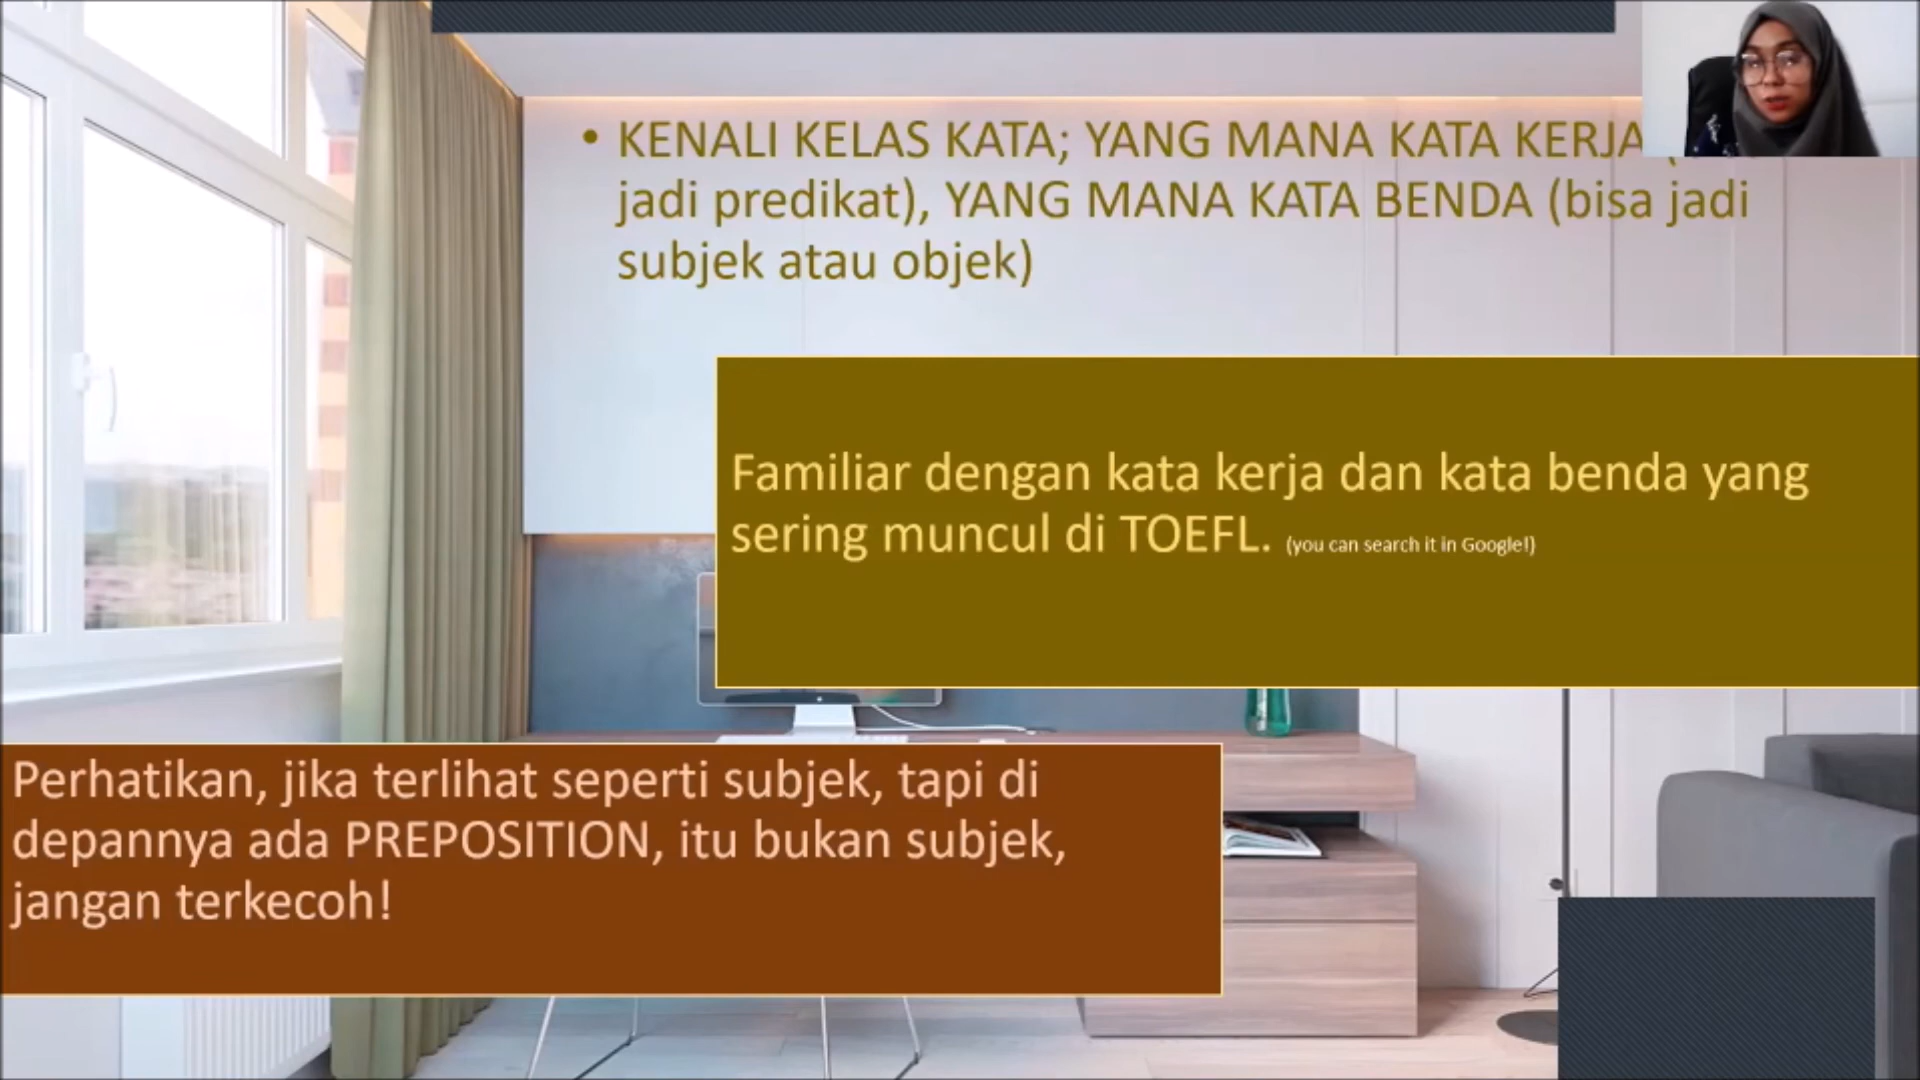 • KENALI KELAS KATA; YANG MANA KATA KERJA (
jadi predikat), YANG MANA KATA BENDA (bisa jadi
subjek atau objek)
Familiar dengan kata kerja dan kata benda yang
sering muncul di TOEFL. (you can search it in Google!)
Perhatikan, jika terlihat seperti subjek, tapi di
depannya ada PREPOSITION, itu bukan subjek,
jangan terkecoh!